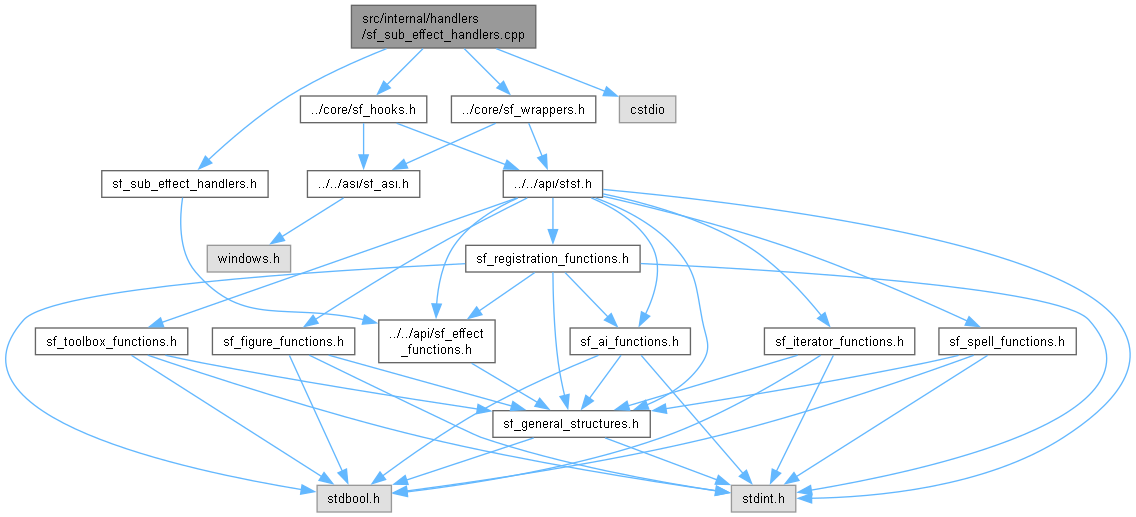 src/internal/handlers
/sf_sub_effect_handlers.cpp
../core/sf_hooks.h
../core/sf_wrappers.h
cstdio
sf_sub_effect_handlers.h
../../asi/sf_asi.h
../../api/sfsf.h
windows.h
sf_registration_functions.h
sf_toolbox_functions.h
sf_figure_functions.h
../../api/sf_effect
_functions.h
sf_ai_functions.h
sf_iterator_functions.h
sf_spell_functions.h
sf_general_structures.h
stdbool.h
stdint.h